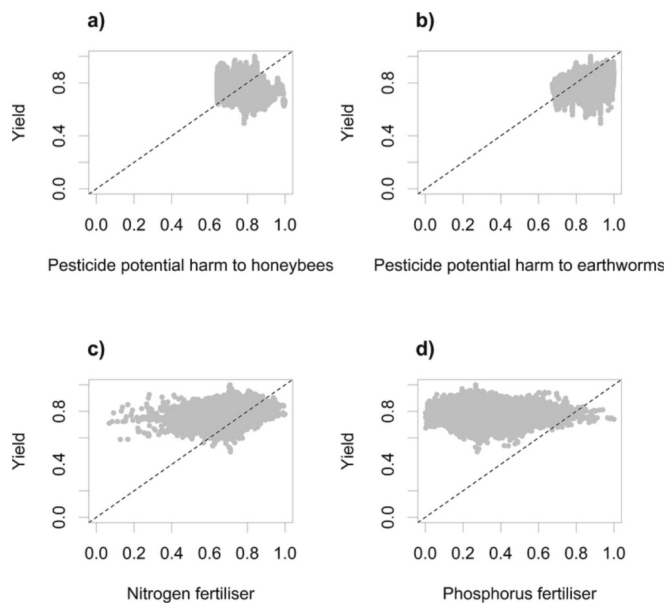 a)
Yield
0.0 0.4 0.8
0.0 0.2 0.4 0.6 0.8 1.0
Pesticide potential harm to honeybees
b)
Yield
0.0 0.4 0.8
0.0 0.2 0.4 0.6 0.8 1.0
Pesticide potential harm to earthworms
c)
Yield
0.0 0.4 0.8
0.0 0.2 0.4 0.6 0.8 1.0
Nitrogen fertiliser
d)
Yield
0.0 0.4 0.8
0.0 0.2 0.4 0.6 0.8 1.0
Phosphorus fertiliser